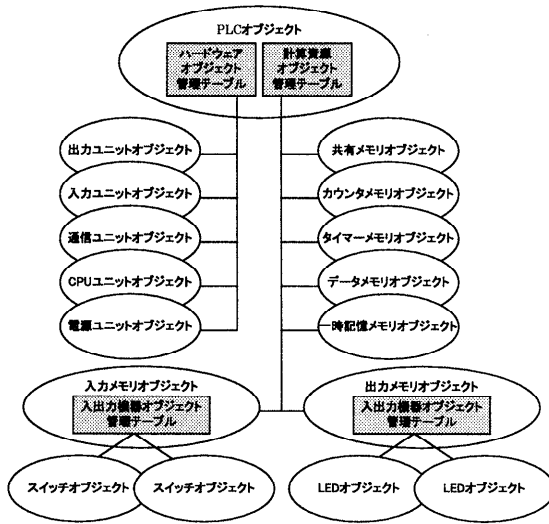 PLCオブジェクト
ハードウェア
オブジェクト
管理テーブル
計算資源
オブジェクト
管理テーブル
出力ユニットオブジェクト
入力ユニットオブジェクト
通信ユニットオブジェクト
CPUユニットオブジェクト
電源ユニットオブジェクト
共有メモリオブジェクト
カウンタメモリオブジェクト
タイマーメモリオブジェクト
データメモリオブジェクト
一時記憶メモリオブジェクト
入力メモリオブジェクト
入出力機器オブジェクト
管理テーブル
出力メモリオブジェクト
入出力機器オブジェクト
管理テーブル
スイッチオブジェクト
スイッチオブジェクト
LEDオブジェクト
LEDオブジェクト